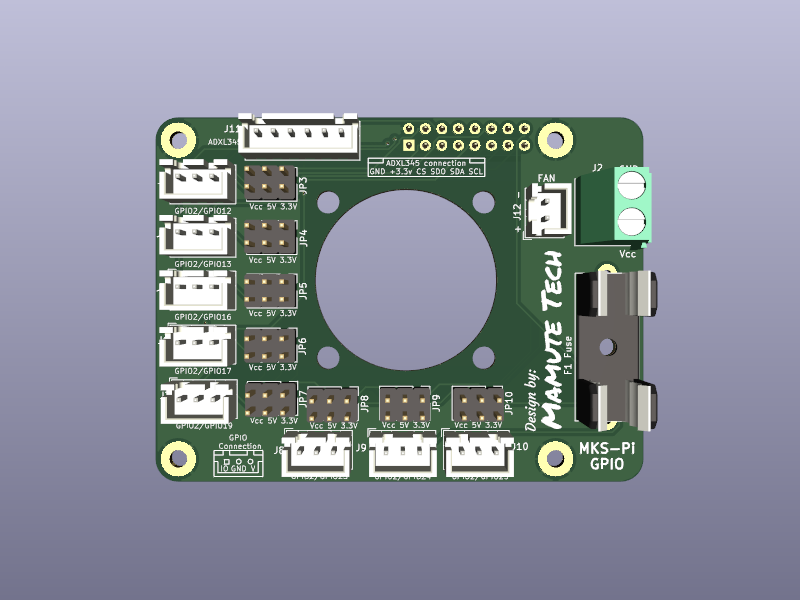 J11
ADXL345
ADXL345 connection
GND +3.3v CS SDO SDA SCL
JP3
GPIO2/GPIO12
Vcc 5V 3.3V
JP4
GPIO2/GPIO13
Vcc 5V 3.3V
JP5
GPIO2/GPIO16
Vcc 5V 3.3V
JP6
GPIO2/GPIO17
Vcc 5V 3.3V
JP7
GPIO2/GPIO19
Vcc 5V 3.3V
FAN
- +
J12
J2
Vcc
F1 Fuse
Design by:
Mamute Tech
JP8
Vcc 5V 3.3V
JP9
Vcc 5V 3.3V
JP10
Vcc 5V 3.3V
GPIO
Connection
IO GND V
J9
J10
MKS-Pi
GPIO